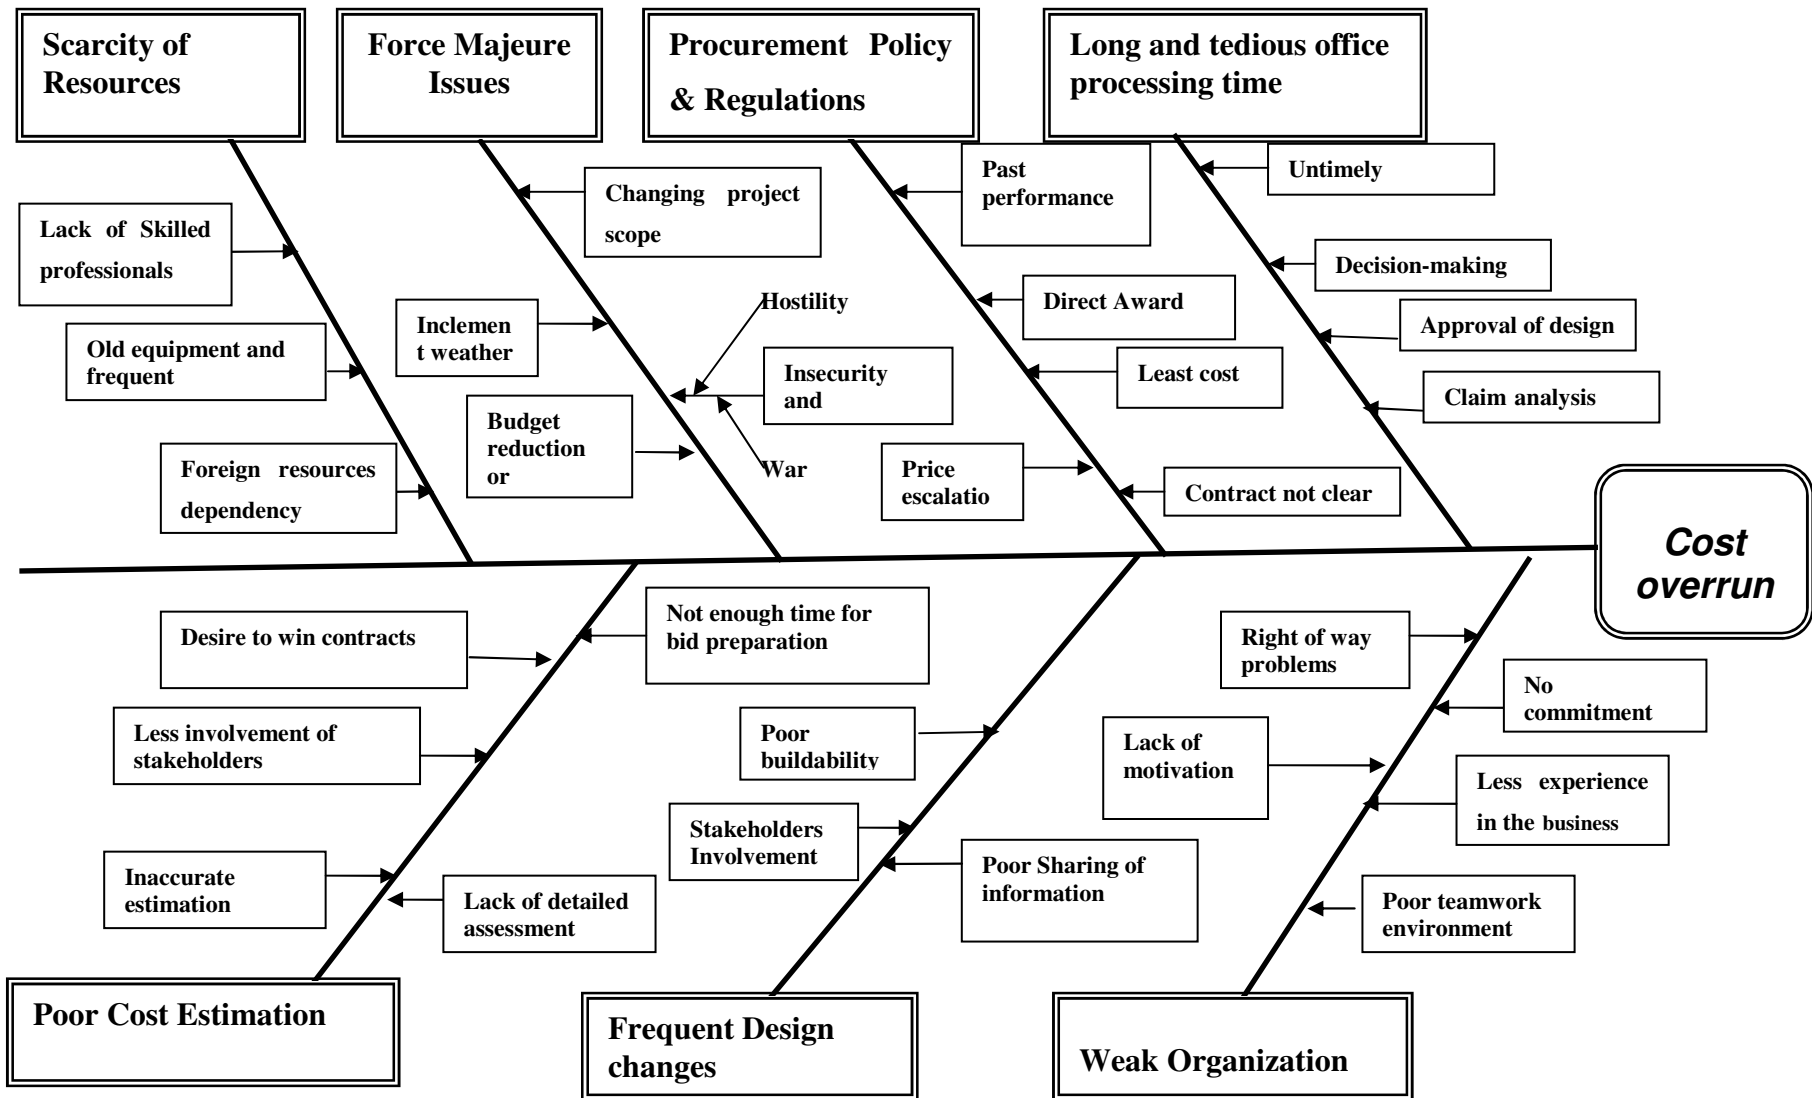 Scarcity of
Resources
Force Majeure
Issues
Procurement Policy
& Regulations
Long and tedious office
processing time
Lack of Skilled
professionals
Old equipment and
frequent
Foreign resources
dependency
Changing project
scope
Inclemen
t weather
Hostility
Insecurity
and
Budget
reduction
or
War
Past
performance
Direct Award
Least cost
Price
escalatio
Contract not clear
Untimely
Decision-making
Approval of design
Claim analysis
Cost
overrun
Desire to win contracts
Not enough time for
bid preparation
Less involvement of
stakeholders
Inaccurate
estimation
Lack of detailed
assessment
Poor
buildability
Stakeholders
Involvement
Poor Sharing of
information
Right of way
problems
No
commitment
Lack of
motivation
Less experience
in the business
Poor teamwork
environment
Poor Cost Estimation
Frequent Design
changes
Weak Organization